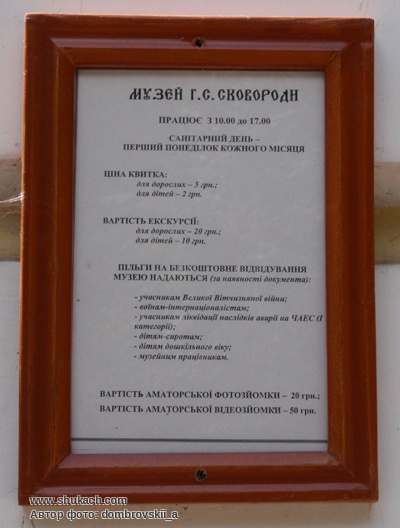 МУЗЕЙ Г.С. СКОВОРОДИ
ПРАЦЮЄ З 10.00 до 17.00
САНІТАРНИЙ ДЕНЬ –
ПЕРШИЙ ПОНЕДІЛОК КОЖНОГО МІСЯЦЯ
ЦІНА КВИТКА:
для дорослих – 5 грн.;
для дітей – 2 грн.
ВАРТІСТЬ ЕКСКУРСІЇ:
для дорослих – 20 грн.;
для дітей – 10 грн.
ПІЛЬГИ НА БЕЗКОШТОВНЕ ВІДВІДУВАННЯ
МУЗЕЮ НАДАЮТЬСЯ (за наявності документа):
- учасникам Великої Вітчизняної війни;
- воїнам-інтернаціоналістам;
- учасникам ліквідації наслідків аварії на ЧАЕС (І
категорії);
- дітям-сиротам;
- дітям дошкільного віку;
- музейним працівникам.
ВАРТІСТЬ АМАТОРСЬКОЇ ФОТОЗЙОМКИ – 20 грн.;
ВАРТІСТЬ АМАТОРСЬКОЇ ВІДЕОЗЙОМКИ – 50 грн.
www.shukach.com
Автор фото: dombrovskii_a